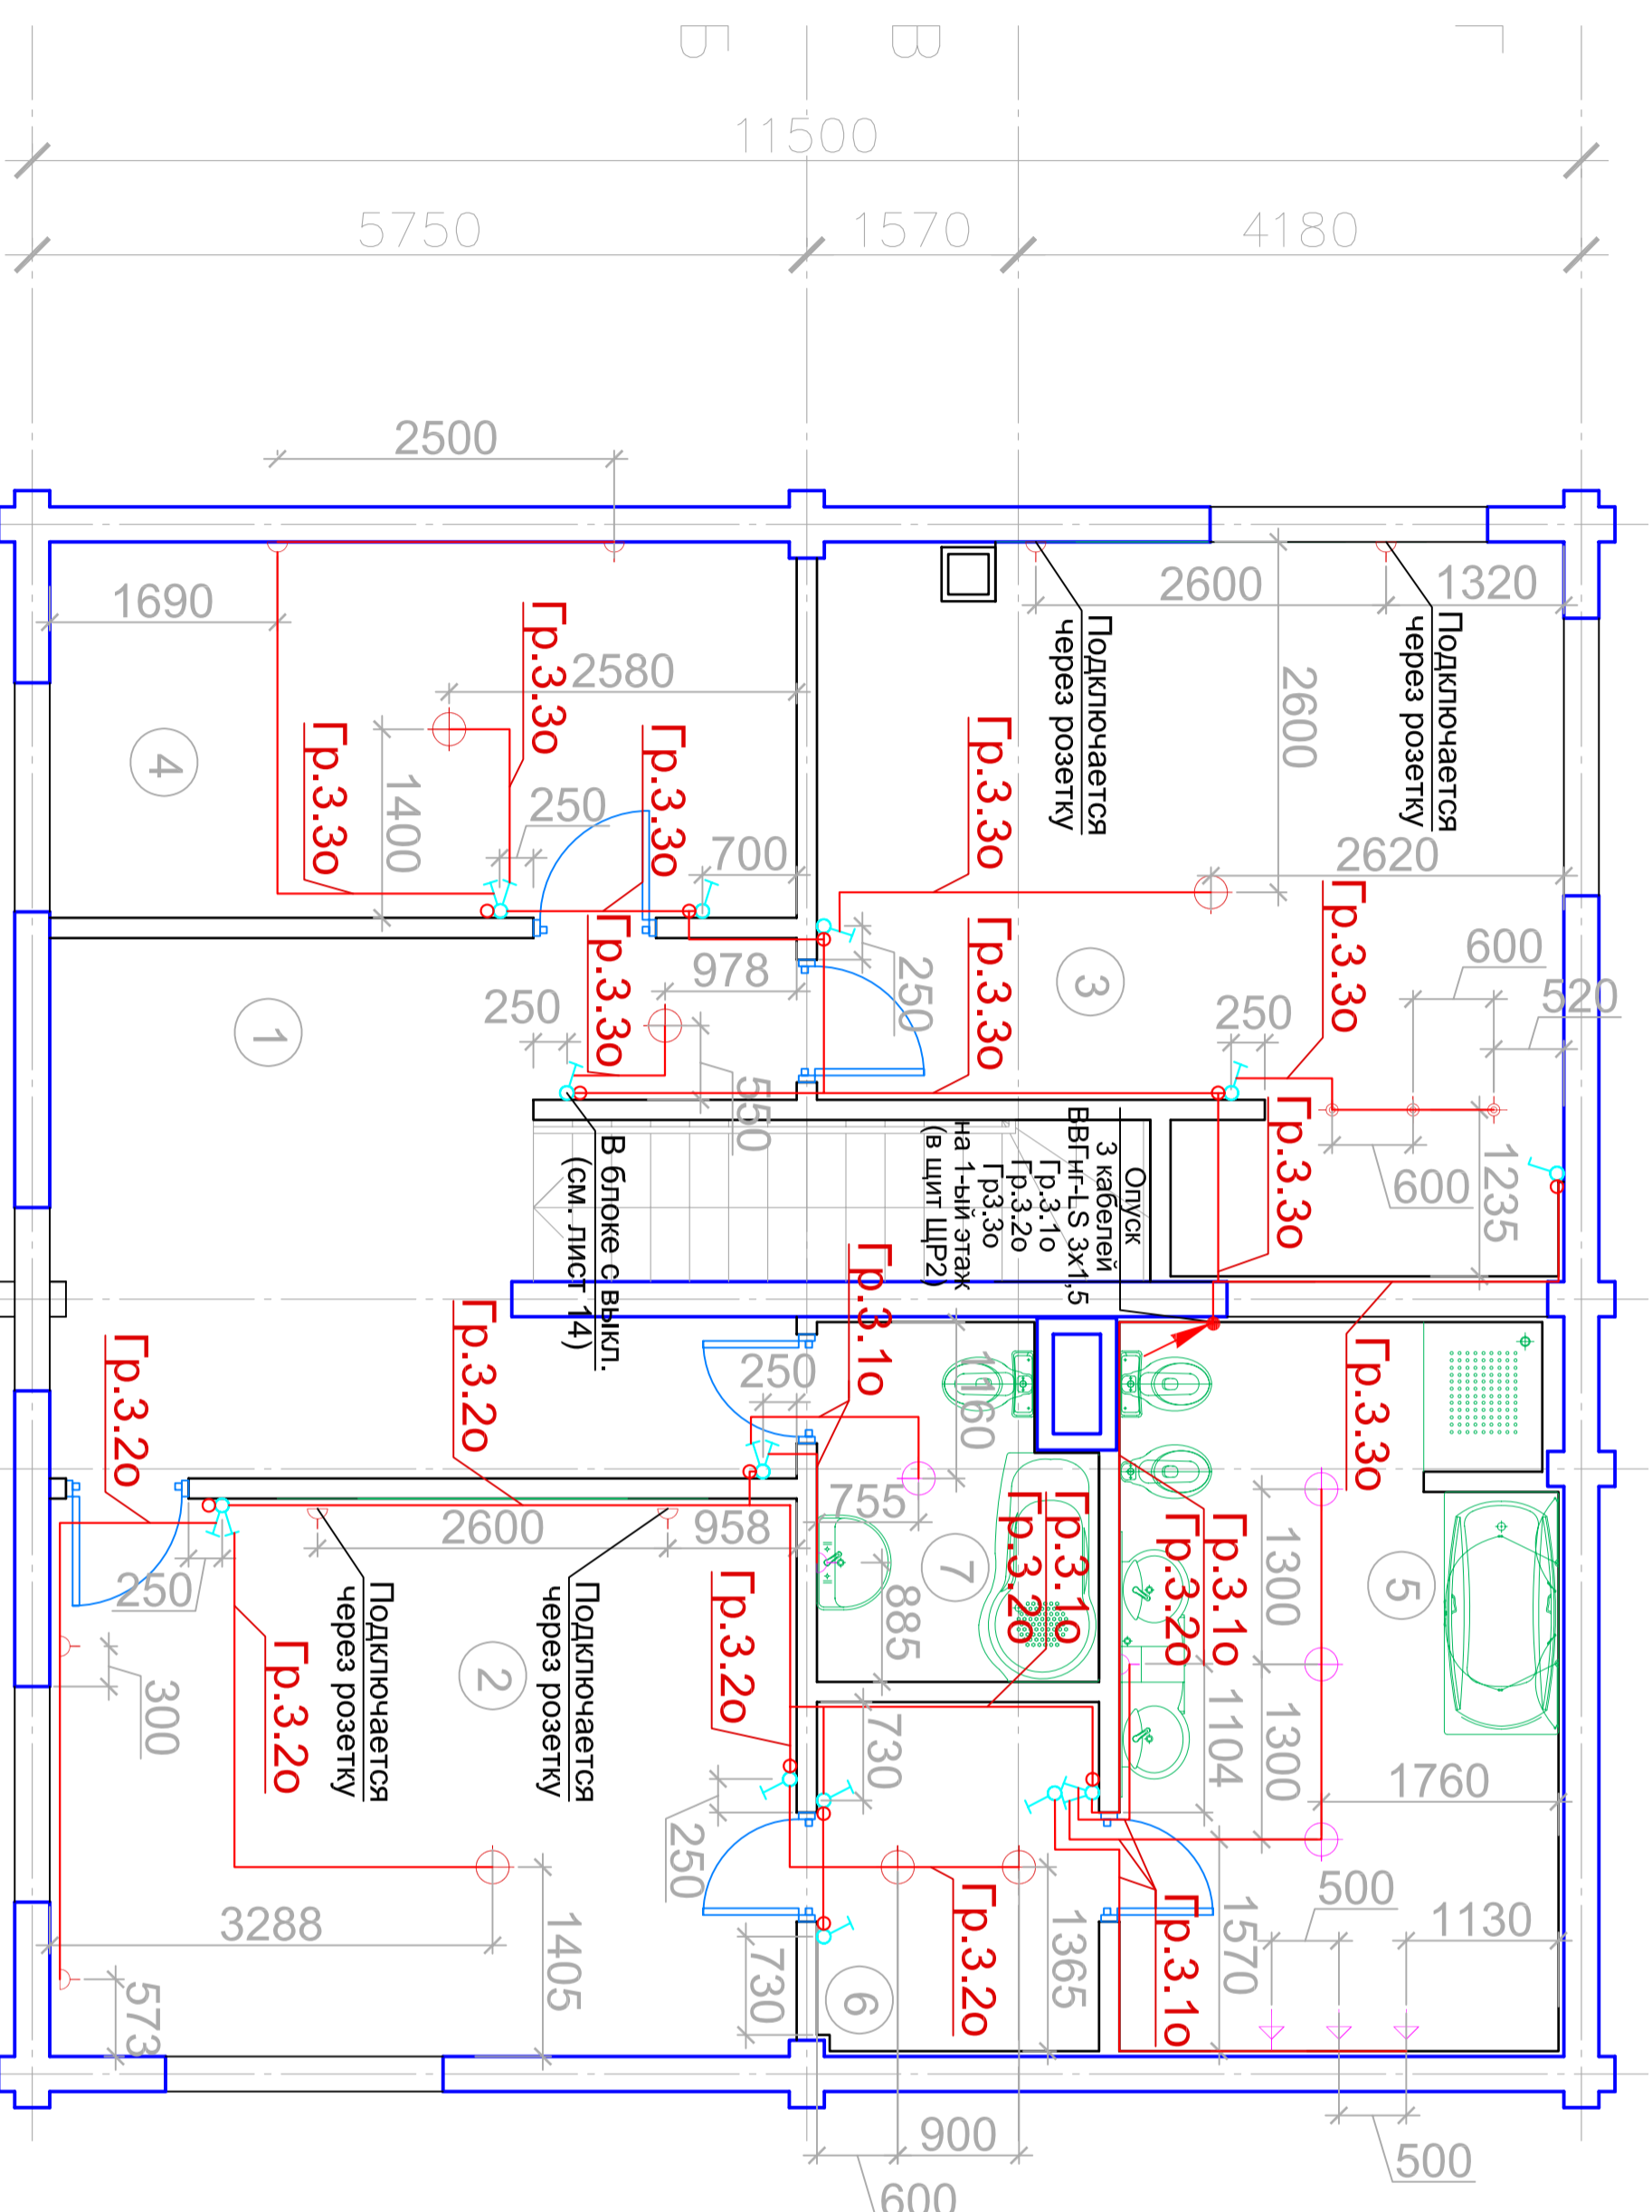 Б
В
Г
11500
5750
1570
4180
2500
1690
2580
2600
1320
2600
Гр.3.3о
Гр.3.3о
Гр.3.3о
Подключается
через розетку
Подключается
через розетку
4
1400
250
700
Гр.3.3о
2620
Гр.3.3о
600
520
978
250
3
250
250
Гр.3.3о
Гр.3.3о
1
550
600
1235
Гр.3.3о
В блоке с выкл.
(см. лист 14)
Опуск
3 кабелей
ВВГнг-LS 3х1,5
Гр.3.1о
Гр.3.2о
Гр3.3о
на 1-ый этаж
(в щит ЩР2)
Гр.3.1о
Гр.3.2о
Гр.3.2о
250
1160
Гр.3.3о
755
2600
958
250
885
7
Гр.3.1о
Гр.3.2о
Гр.3.1о
Гр.3.2о
1300
5
Подключается
через розетку
Подключается
через розетку
Гр.3.2о
2
Гр.3.2о
300
730
1104
1300
1760
250
3288
1405
Гр.3.2о
1365
Гр.3.1о
1570
500
1130
573
730
6
900
600
500